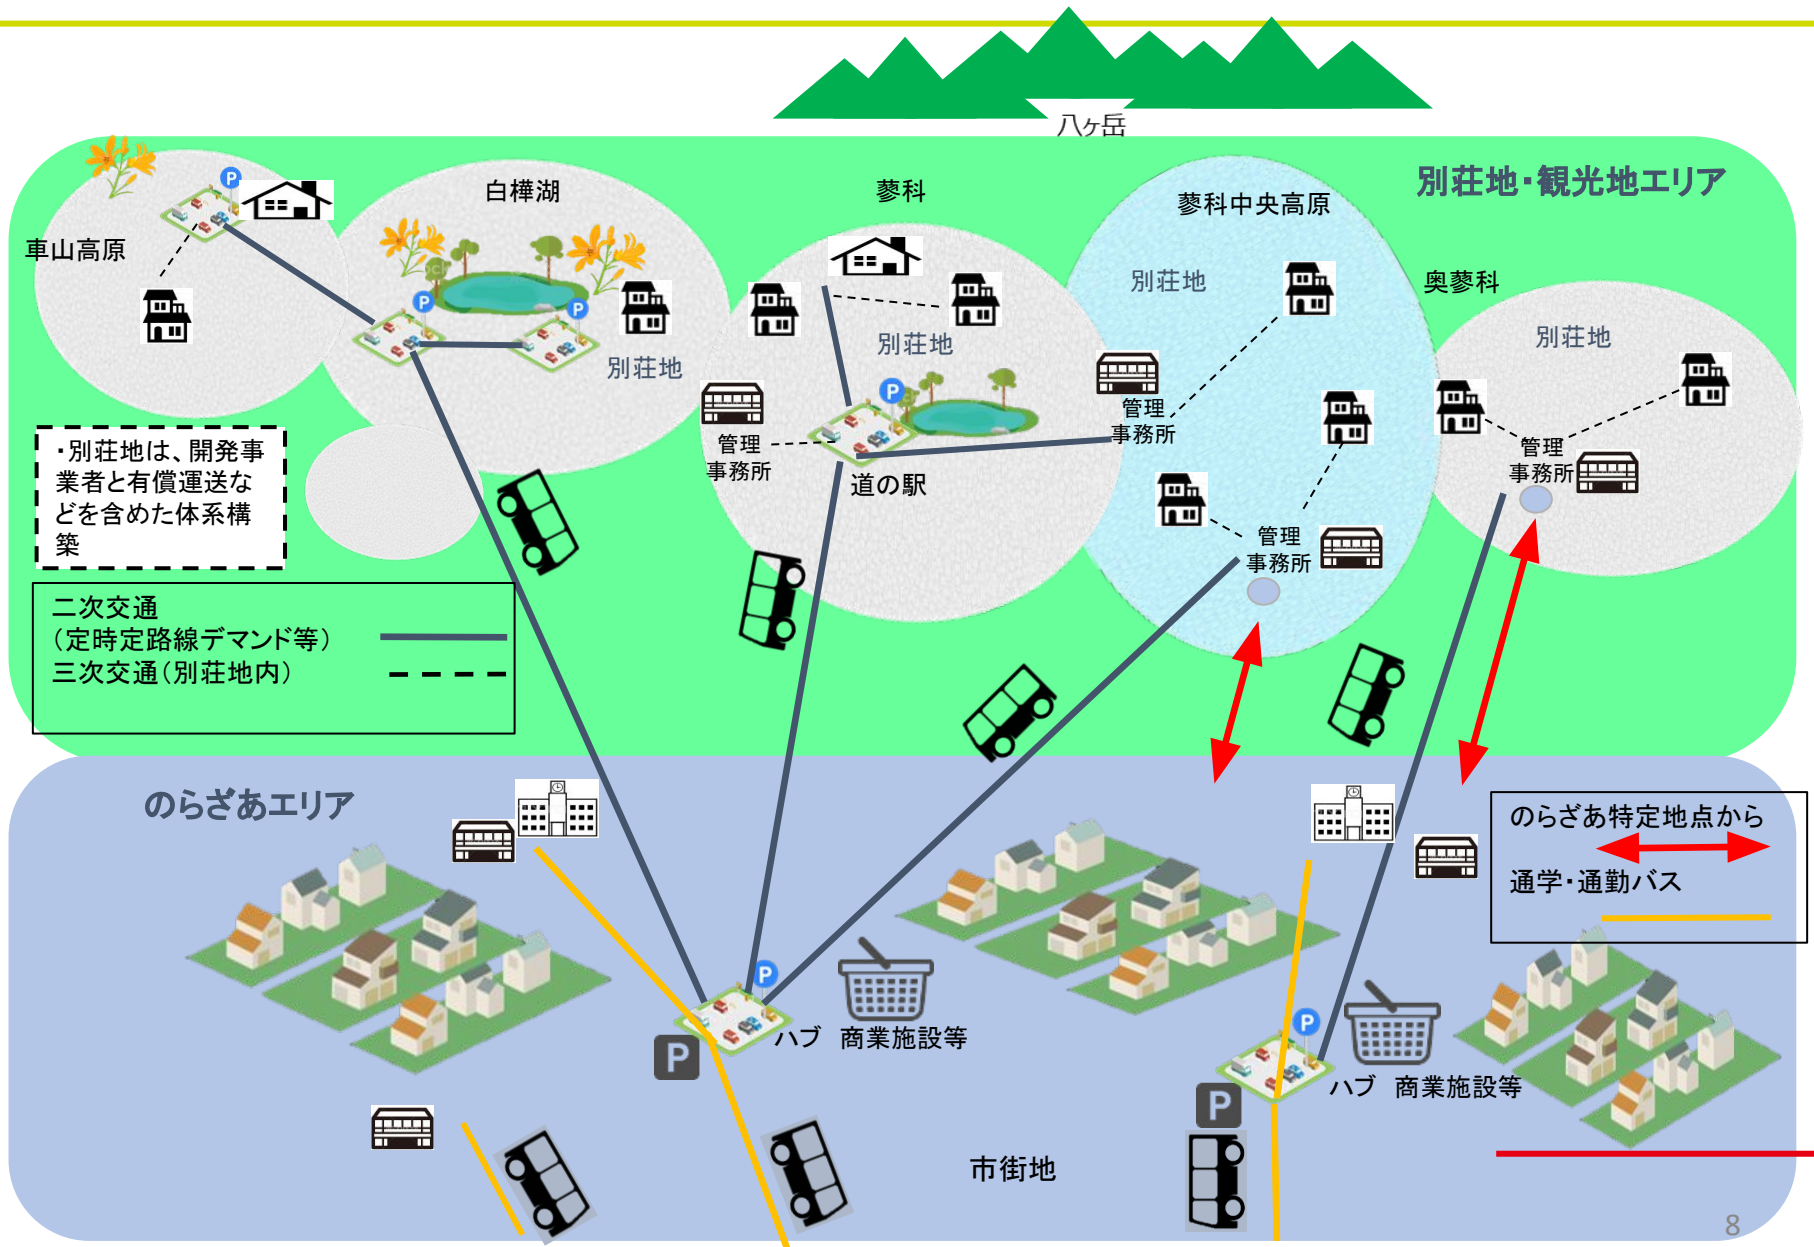 八ヶ岳
別荘地・観光地エリア
車山高原
白樺湖
別荘地
蓼科
別荘地
管理
事務所
道の駅
蓼科中央高原
別荘地
管理
事務所
管理
事務所
奥蓼科
別荘地
管理
事務所
・別荘地は、開発事
業者と有償運送な
どを含めた体系構
築
二次交通
(定時定路線デマンド等)
三次交通(別荘地内)
P
P
P
P
のらざあエリア
のらざあ特定地点から
通学・通勤バス
P
P
ハブ 商業施設等
P
P
ハブ 商業施設等
市街地
8